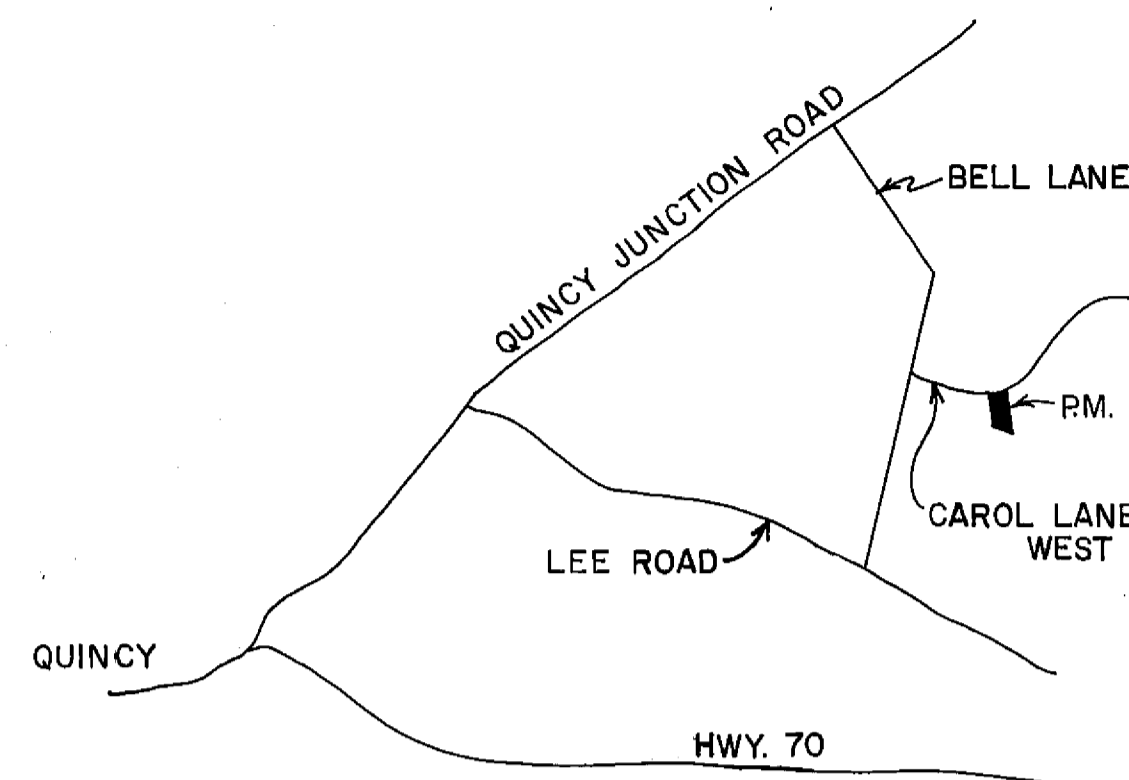 QUINCY JUNCTION ROAD
BELL LANE
P.M.
CAROL LANE
WEST
LEE ROAD
QUINCY
HWY. 70